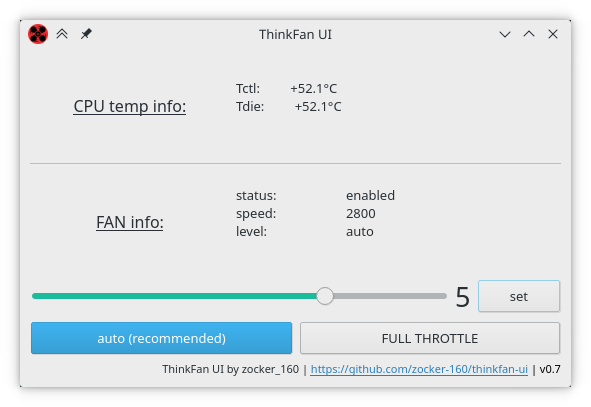 ThinkFan UI
CPU temp info:
Tctl: +52.1°C
Tdie: +52.1°C
FAN info:
status: enabled
speed: 2800
level: auto
5 set
auto (recommended) FULL THROTTLE
ThinkFan UI by zocker_160 | https://github.com/zocker-160/thinkfan-ui | v0.7